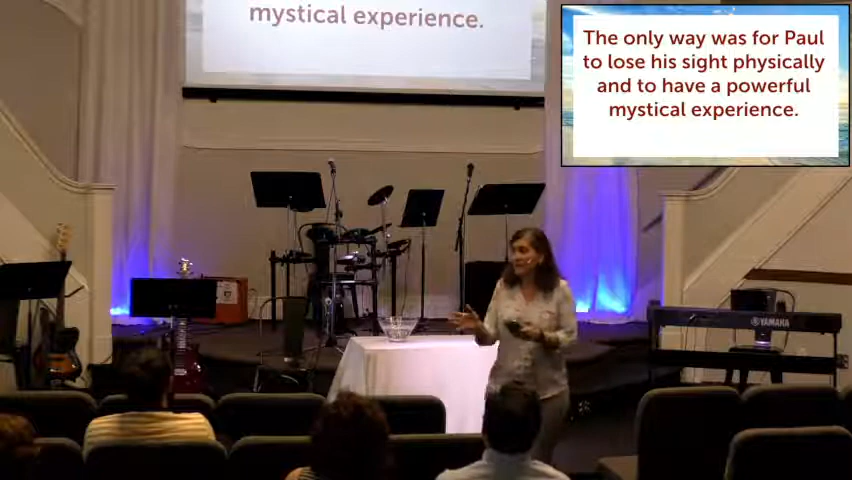 mystical experience.
The only way was for Paul
to lose his sight physically
and to have a powerful
mystical experience.
YAMAHA